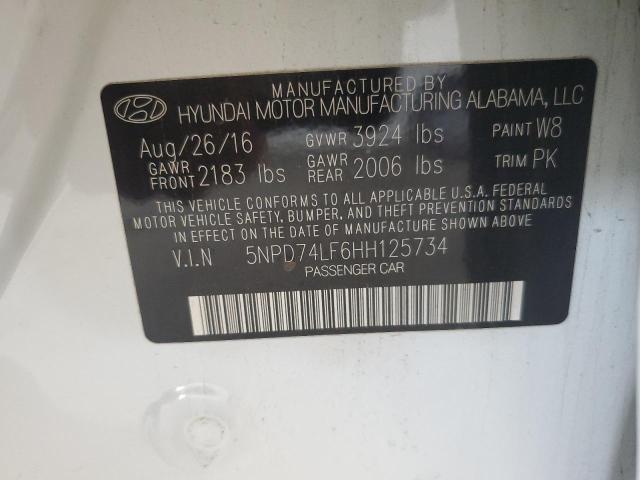 MANUFACTURED BY
HYUNDAI MOTOR MANUFACTURING ALABAMA, LLC
Aug/26/16 GVWR 3924 lbs PAINT W8
GAWR FRONT 2183 lbs GAWR REAR 2006 lbs TRIM PK
THIS VEHICLE CONFORMS TO ALL APPLICABLE U.S.A. FEDERAL
MOTOR VEHICLE SAFETY, BUMPER, AND THEFT PREVENTION STANDARDS
IN EFFECT ON THE DATE OF MANUFACTURE SHOWN ABOVE
V.I.N 5NPD74LF6HH125734
PASSENGER CAR